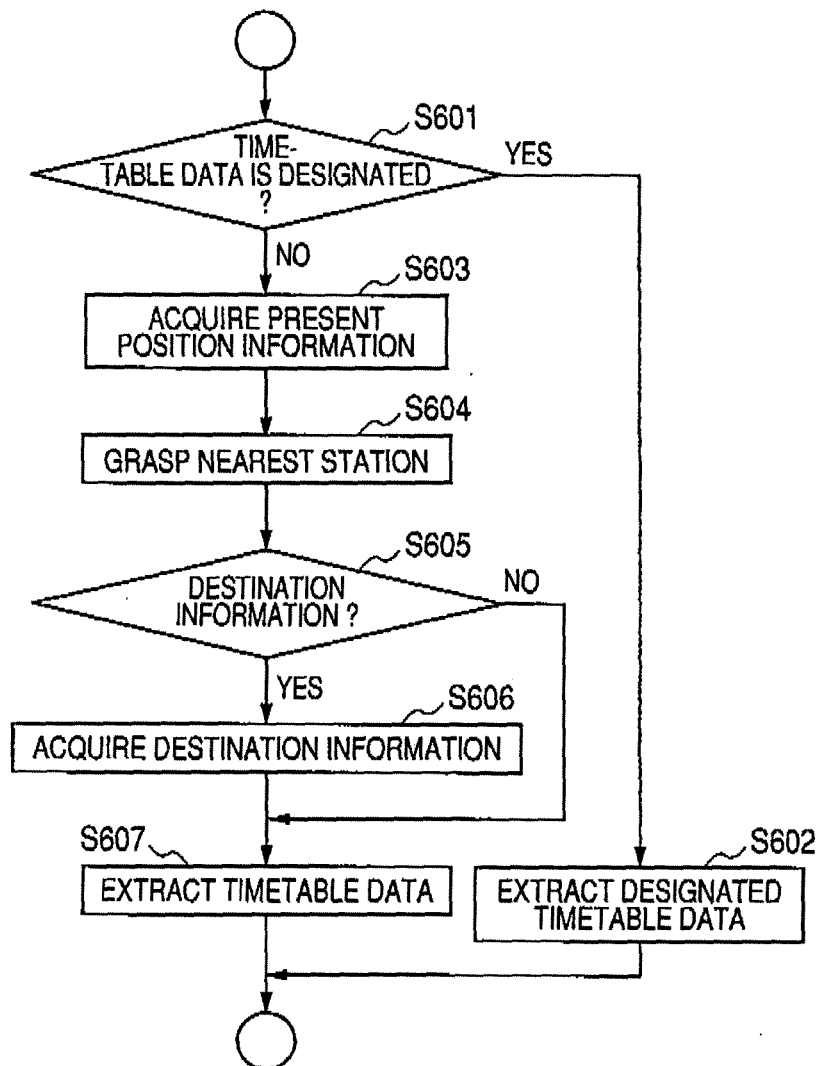 S601
TIME-
TABLE DATA IS DESIGNATED
?
YES
NO
S603
ACQUIRE PRESENT
POSITION INFORMATION
S604
GRASP NEAREST STATION
S605
DESTINATION
INFORMATION ?
NO
YES
S606
ACQUIRE DESTINATION INFORMATION
S607
EXTRACT TIMETABLE DATA
S602
EXTRACT DESIGNATED
TIMETABLE DATA